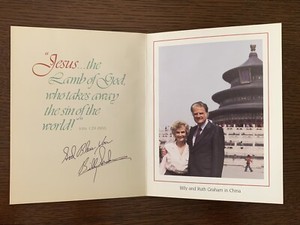 "Jesus...the
Lamb of God,
who takes away
the sin of the
world!"
God Bless You
Billy Graham
Billy and Ruth Graham in China